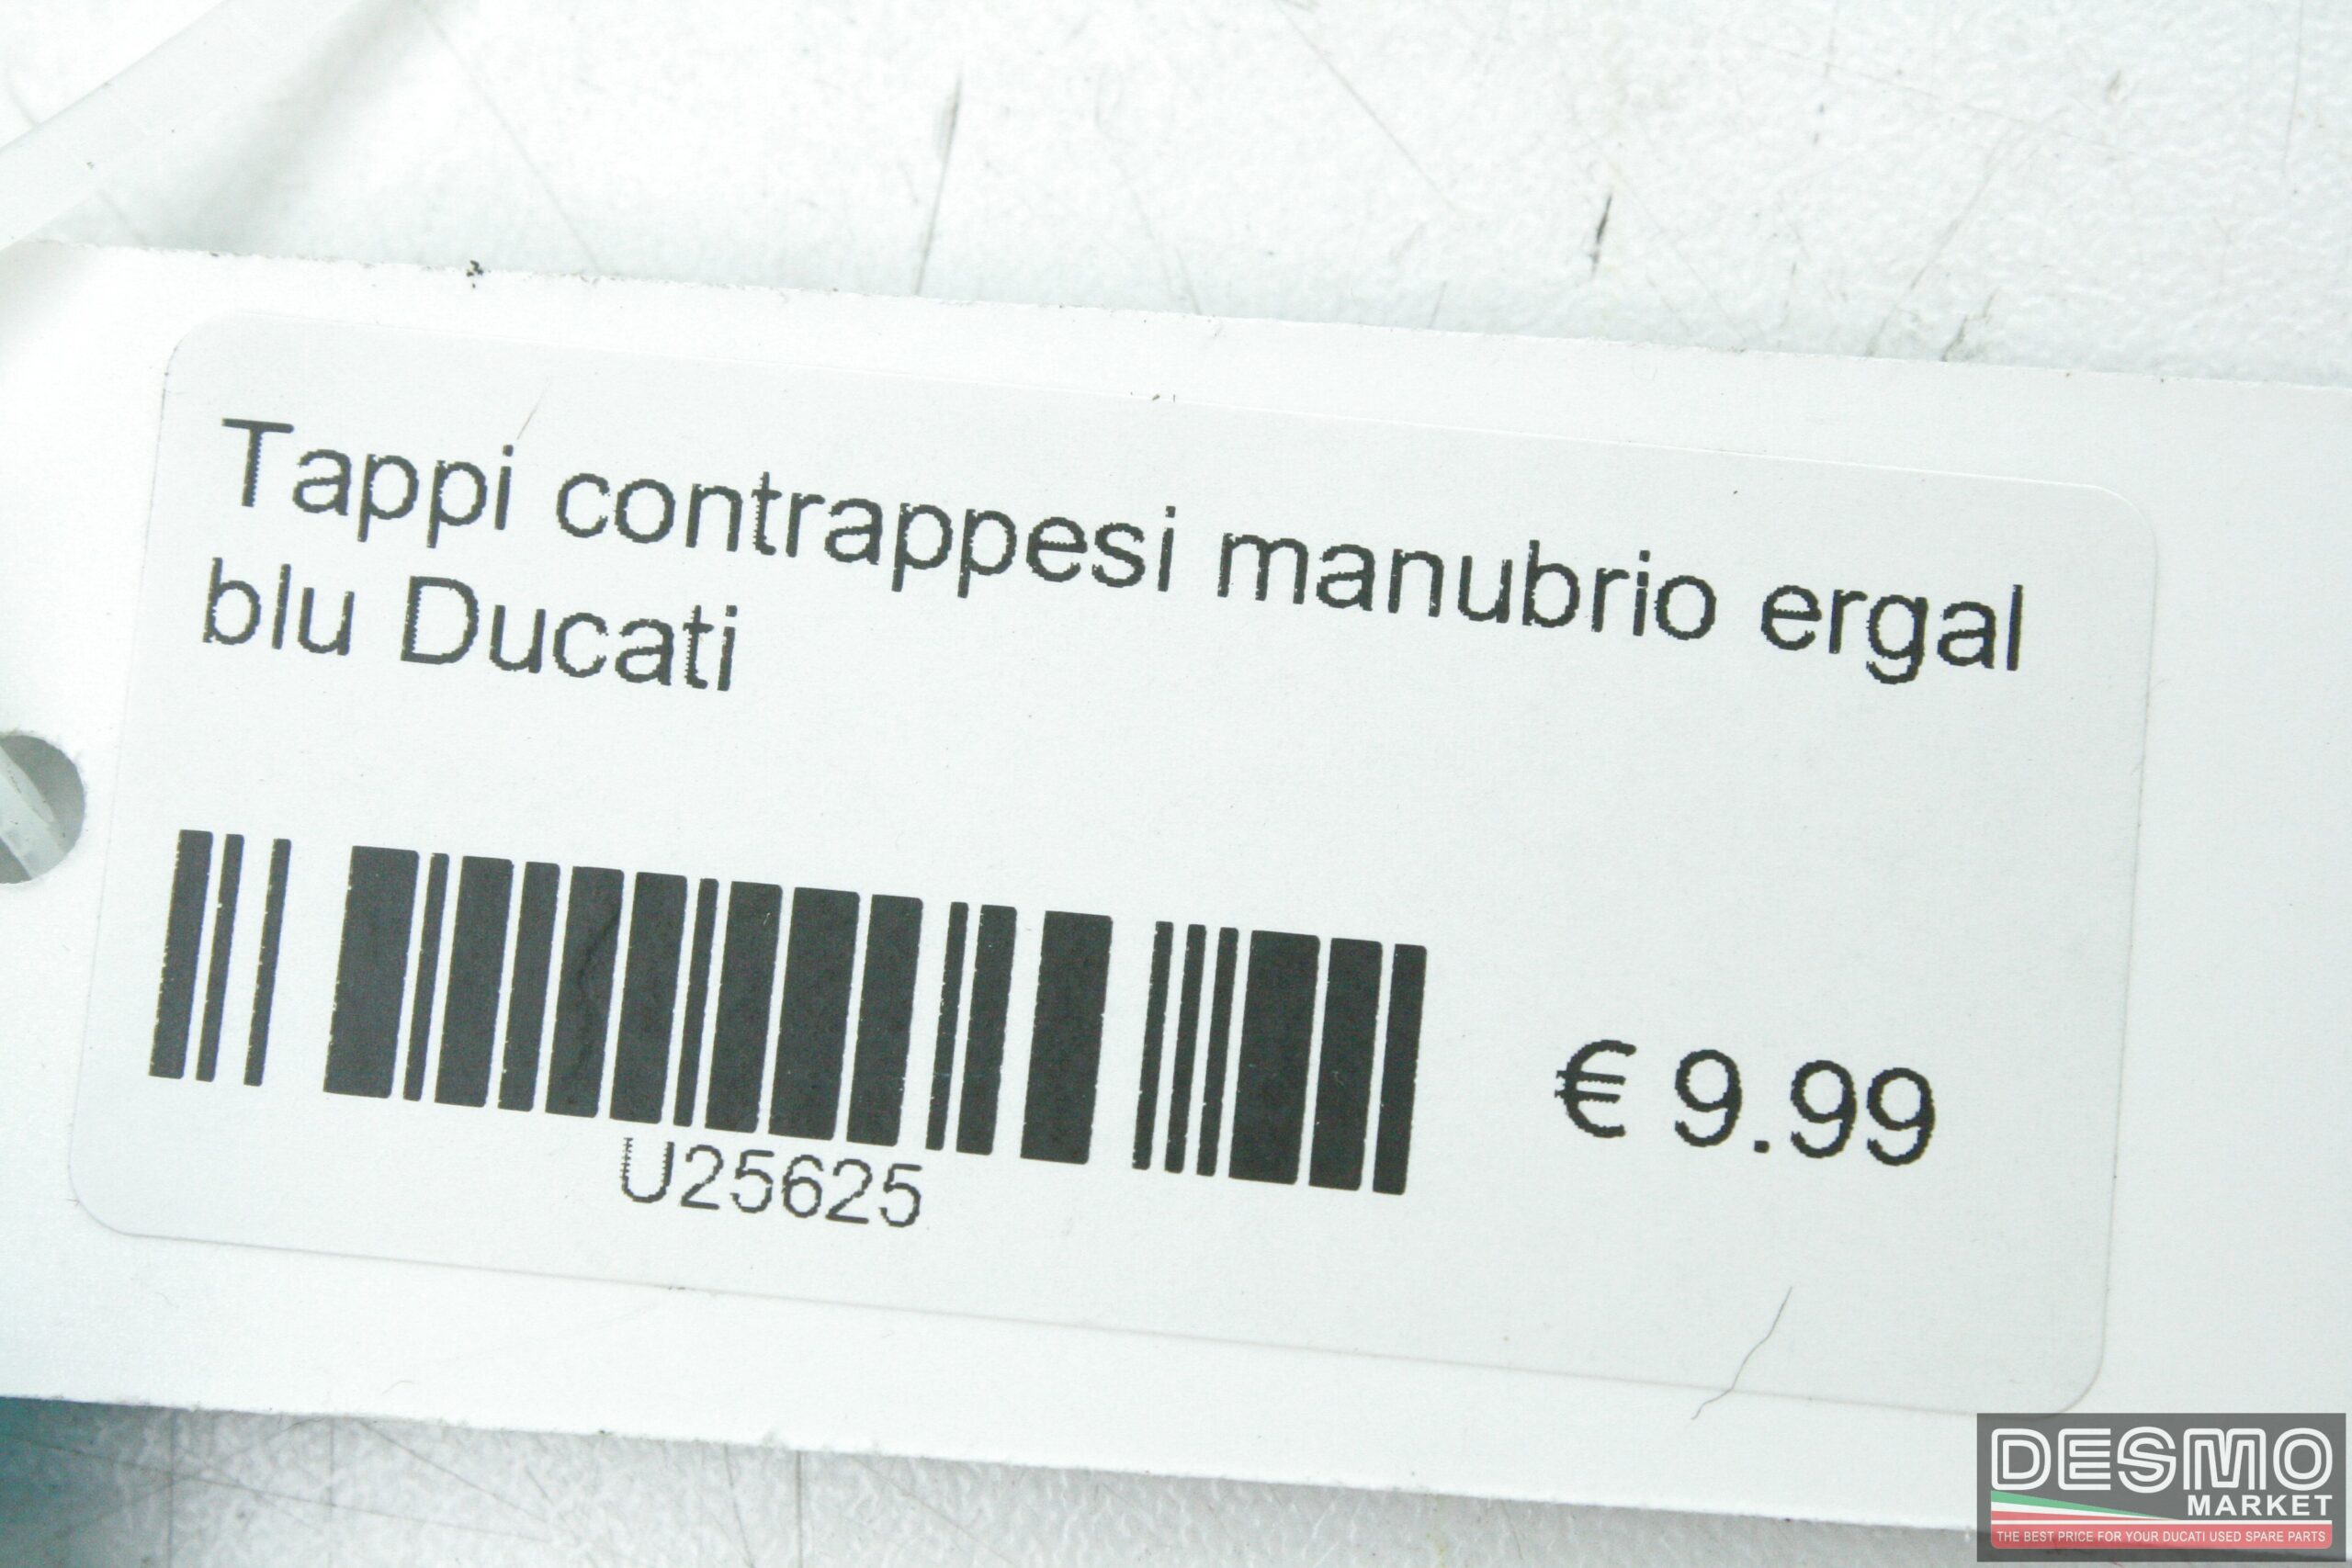 Tappi contrappesi manubrio ergal
blu Ducati
U25625
€ 9.99
DESMO
MARKET
THE BEST PRICE FOR YOUR DUCATI USED SPARE PARTS